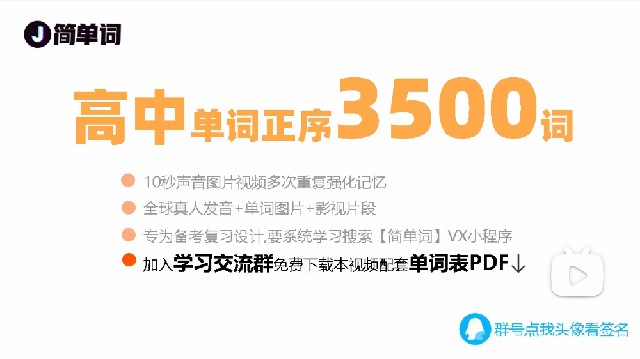 J简单词
高中单词正序3500词
10秒声音图片视频多次重复强化记忆
全球真人发音+单词图片+影视片段
专为备考复习设计,要系统学习搜索【简单词】VX小程序
加入学习交流群免费下载本视频配套单词表PDF↓
群号点我头像看签名